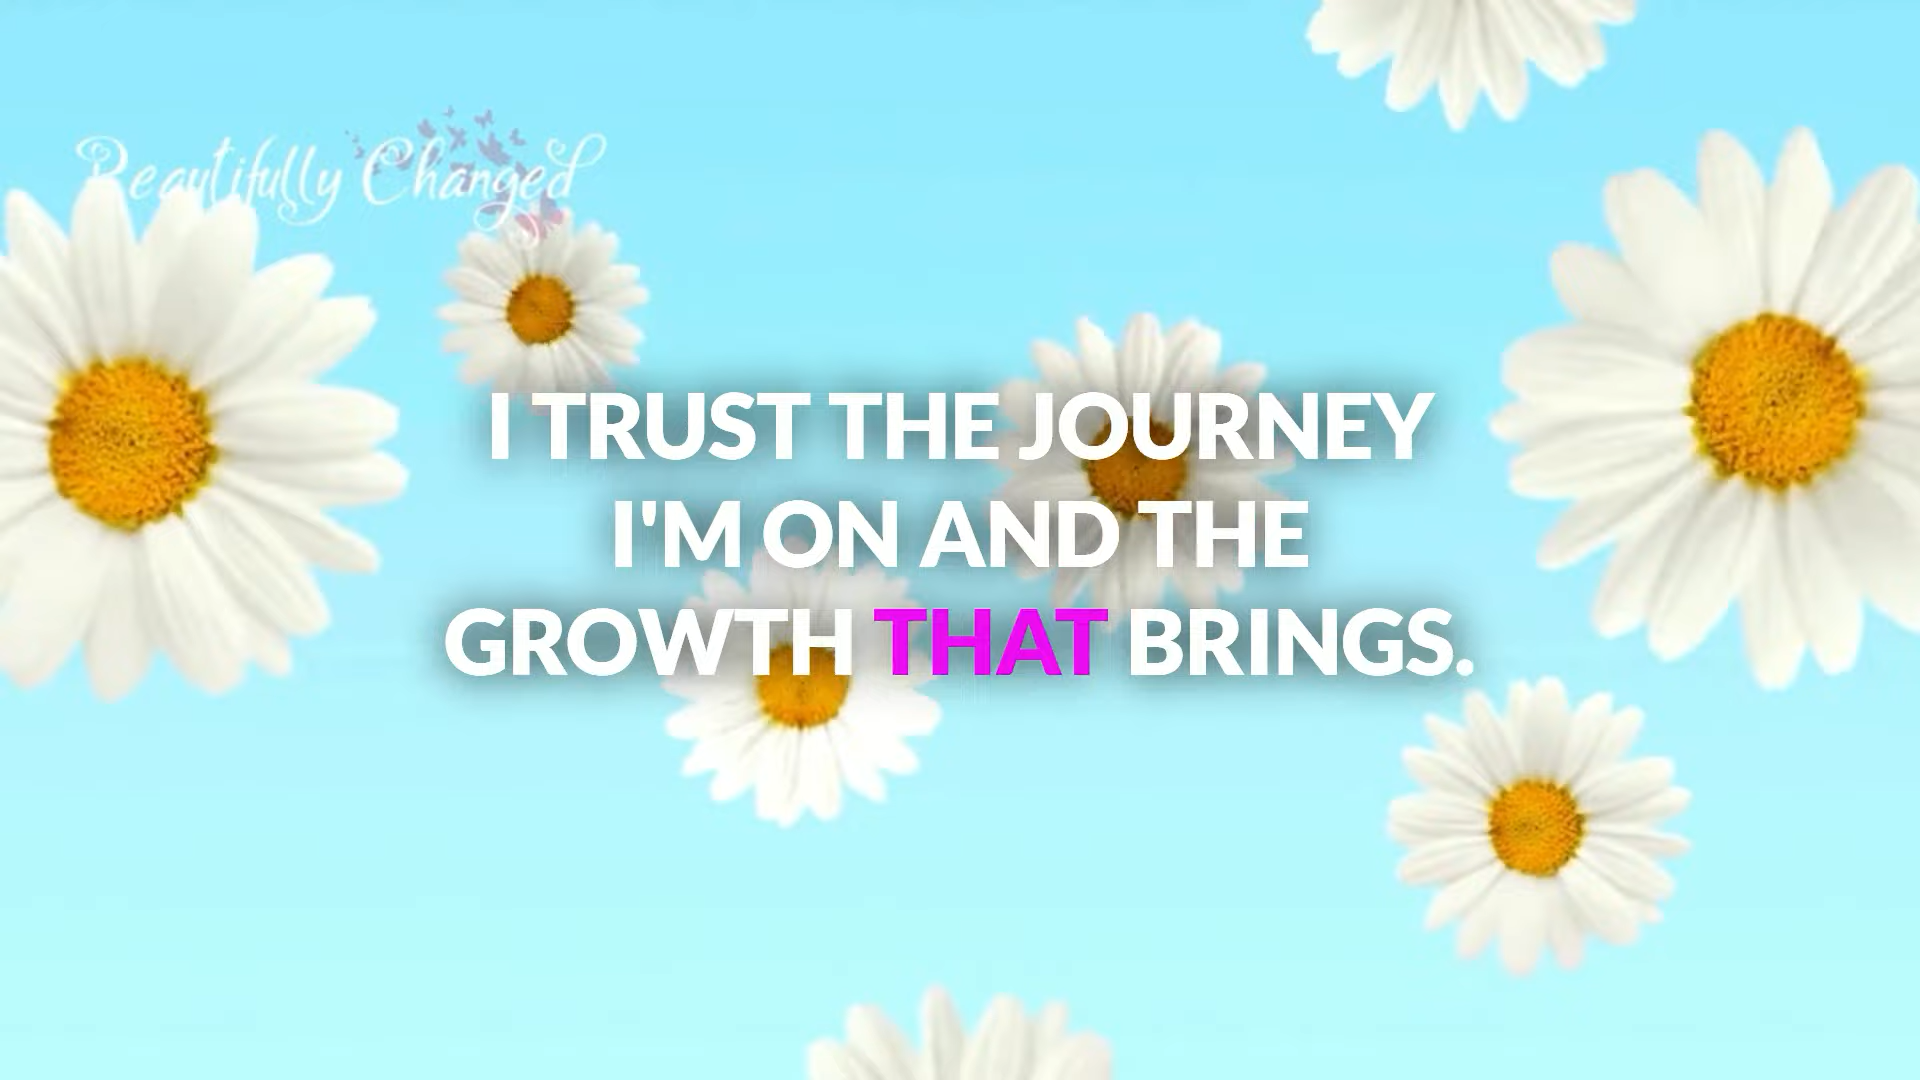 Beautifully Changed
I TRUST THE JOURNEY
I'M ON AND THE
GROWTH THAT BRINGS.